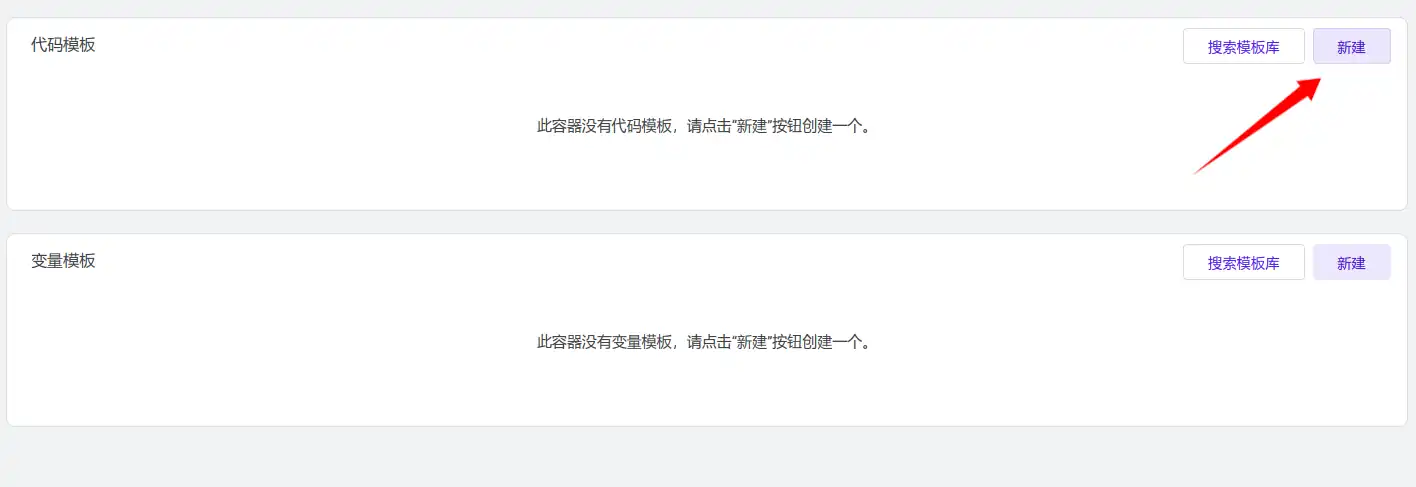 代码模板
搜索模板库
新建
此容器没有代码模板，请点击“新建”按钮创建一个。
变量模板
搜索模板库
新建
此容器没有变量模板，请点击“新建”按钮创建一个。